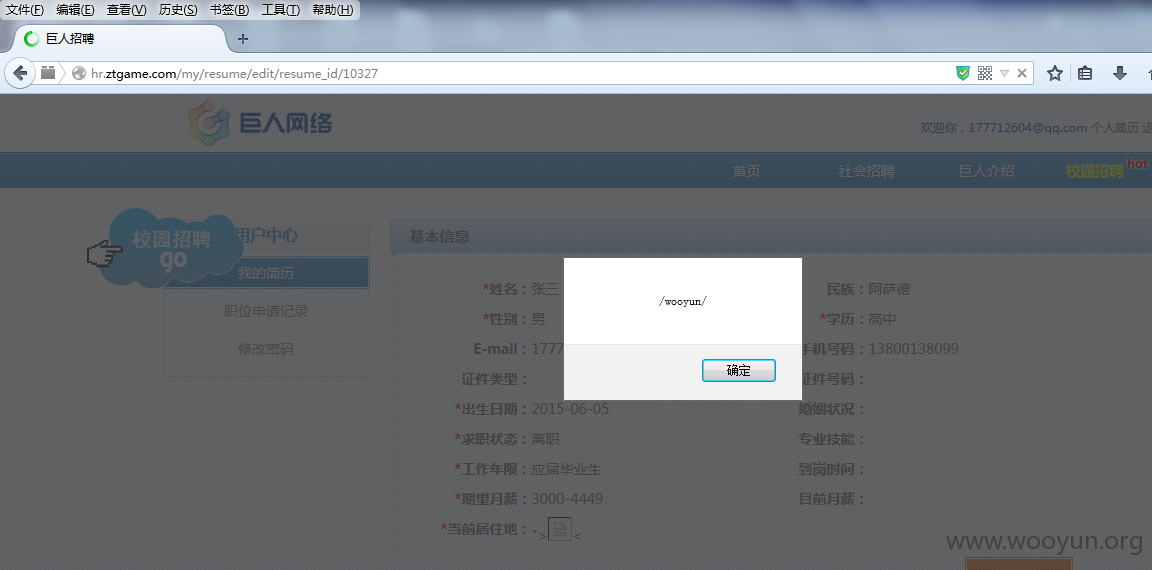 文件(F) 编辑(E) 查看(V) 历史(S) 书签(B) 工具(T) 帮助(H)
巨人招聘
hr.ztgame.com/my/resume/edit/resume_id/10327
巨人网络
欢迎你，177712604@qq.com 个人简历 退
首页 社会招聘 巨人介绍 校园招聘 hot
校园招聘
go
用户中心
我的简历
职位申请记录
修改密码
基本信息
*姓名：张三 民族：阿萨德
*性别：男 *学历：高中
E-mail：1777 手机号码：13800138099
证件类型： 证件号码：
*出生日期：2015-06-05 婚姻状况：
*求职状态：离职 专业技能：
*工作年限：应届毕业生 到岗时间：
*期望月薪：3000-4449 目前月薪：
*当前居住地：
/wooyun/
确定
www.wooyun.org